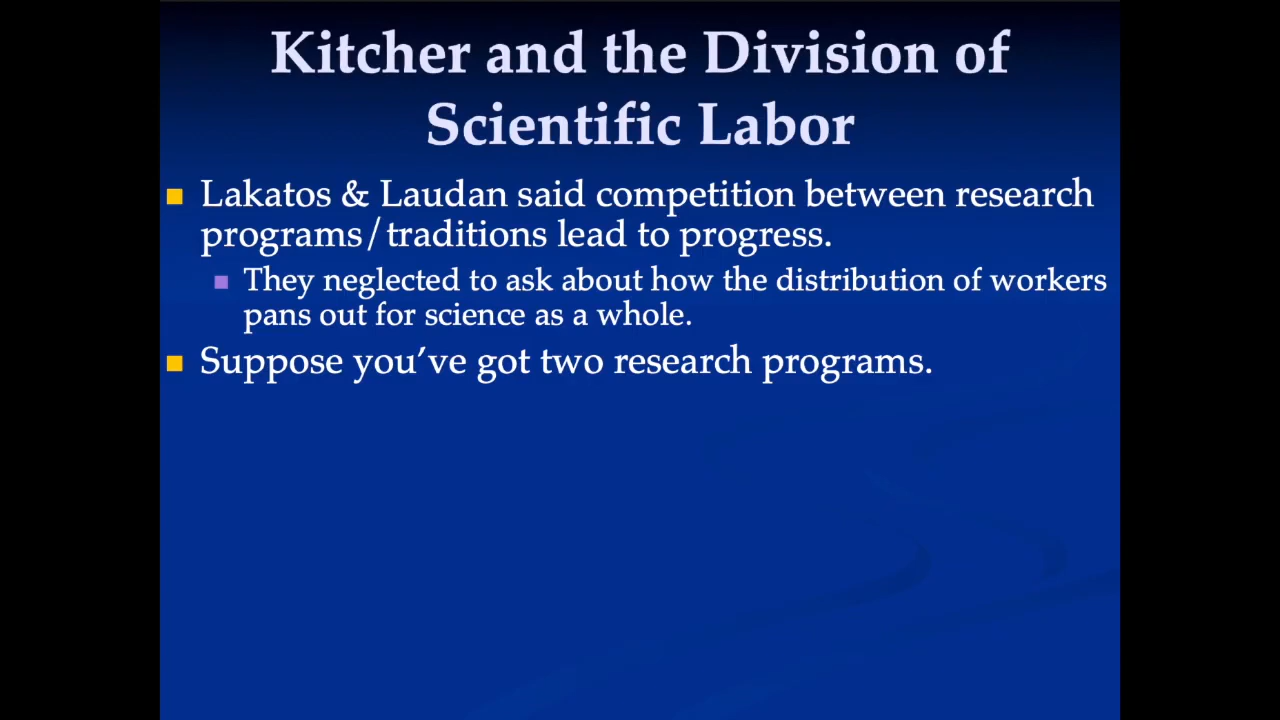 Kitcher and the Division of
Scientific Labor
Lakatos & Laudan said competition between research
programs/traditions lead to progress.
They neglected to ask about how the distribution of workers
pans out for science as a whole.
Suppose you’ve got two research programs.